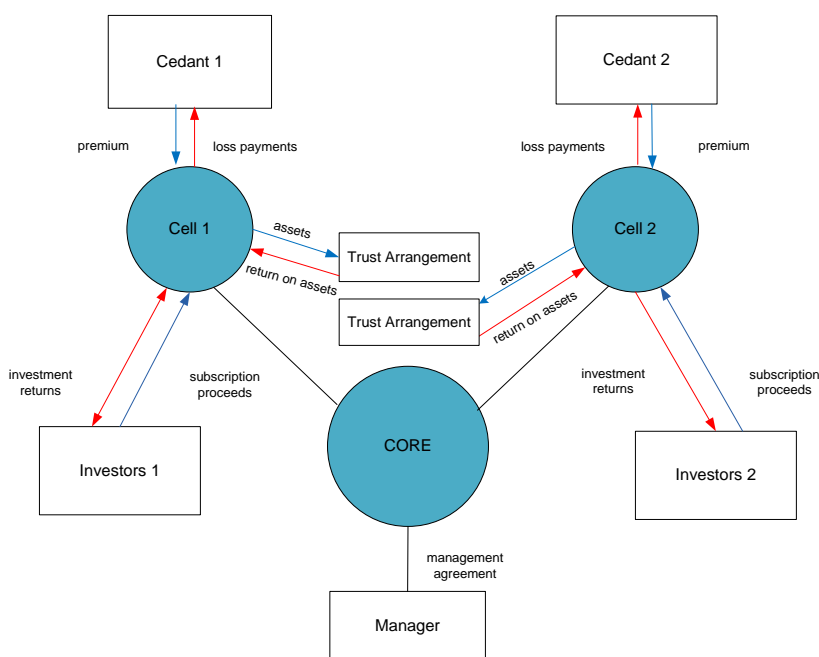 Cedant 1
Cedant 2
premium
loss payments
loss payments
premium
Cell 1
assets
Trust Arrangement
return on assets
Cell 2
assets
Trust Arrangement
return on assets
investment
returns
subscription
proceeds
investment
returns
subscription
proceeds
CORE
Investors 1
Investors 2
management
agreement
Manager